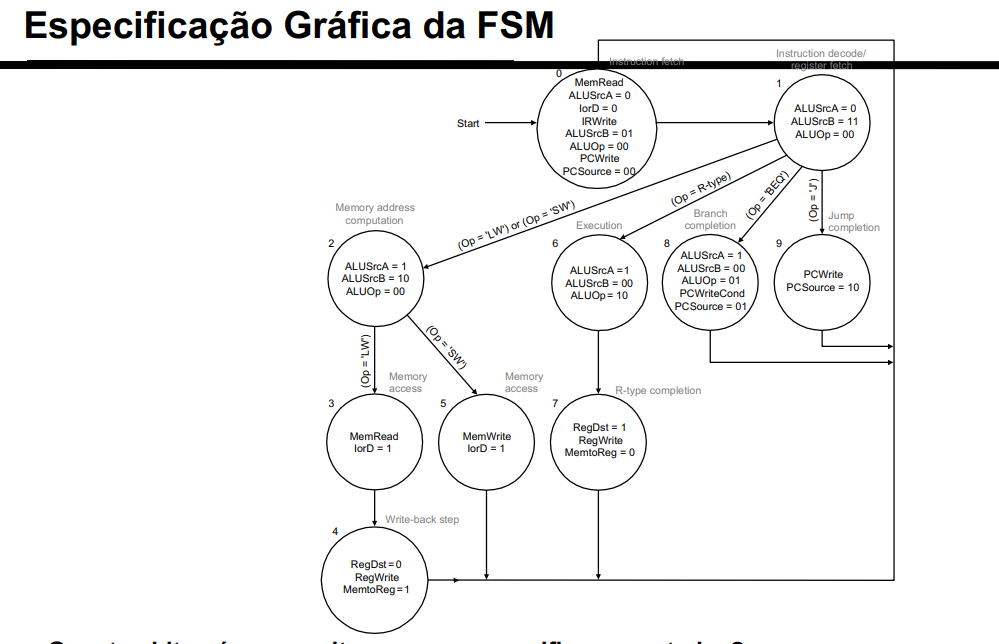 Especificação Gráfica da FSM
Instruction fetch
Instruction decode/
register fetch
0
MemRead
ALUSrcA = 0
IorD = 0
IRWrite
ALUSrcB = 01
ALUOp = 00
PCWrite
PCSource = 00
Start
1
ALUSrcA = 0
ALUSrcB = 11
ALUOp = 00
(Op = 'LW') or (Op = 'SW')
(Op = R-type)
(Op = 'BEQ')
(Op = 'J')
Memory address
computation
2
ALUSrcA = 1
ALUSrcB = 10
ALUOp = 00
Execution
6
ALUSrcA =1
ALUSrcB = 00
ALUOp= 10
Branch
completion
8
ALUSrcA = 1
ALUSrcB = 00
ALUOp = 01
PCWriteCond
PCSource = 01
Jump
completion
9
PCWrite
PCSource = 10
(Op = 'LW')
(Op = 'SW')
Memory
access
3
MemRead
IorD = 1
Memory
access
5
MemWrite
IorD = 1
R-type completion
7
RegDst = 1
RegWrite
MemtoReg = 0
Write-back step
4
RegDst=0
RegWrite
MemtoReg=1